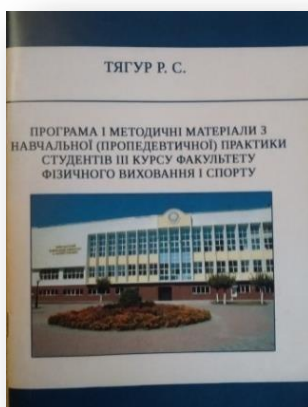 ТЯГУР Р. С.
ПРОГРАМА І МЕТОДИЧНІ МАТЕРІАЛИ З
НАВЧАЛЬНОЇ (ПРОПЕДЕВТИЧНОЇ) ПРАКТИКИ
СТУДЕНТІВ ІІІ КУРСУ ФАКУЛЬТЕТУ
ФІЗИЧНОГО ВИХОВАННЯ І СПОРТУ